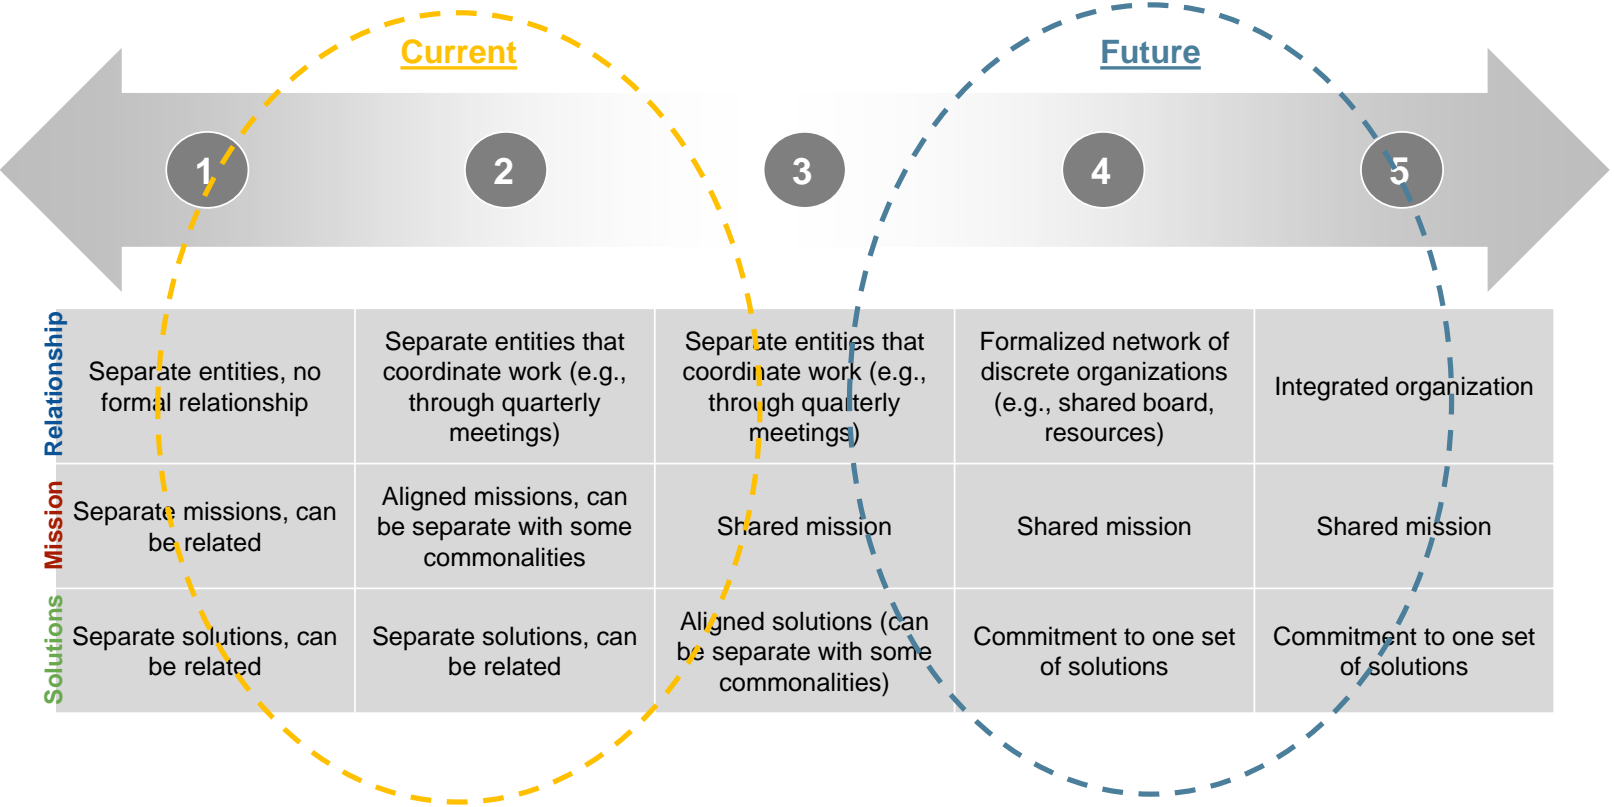 Current
Future
1
2
3
4
5
Relationship
Separate entities, no
formal relationship
Separate entities that
coordinate work (e.g.,
through quarterly
meetings)
Separate entities that
coordinate work (e.g.,
through quarterly
meetings)
Formalized network of
discrete organizations
(e.g., shared board,
resources)
Integrated organization
Mission
Separate missions, can
be related
Aligned missions, can
be separate with some
commonalities
Shared mission
Shared mission
Shared mission
Solutions
Separate solutions, can
be related
Separate solutions, can
be related
Aligned solutions (can
be separate with some
commonalities)
Commitment to one set
of solutions
Commitment to one set
of solutions